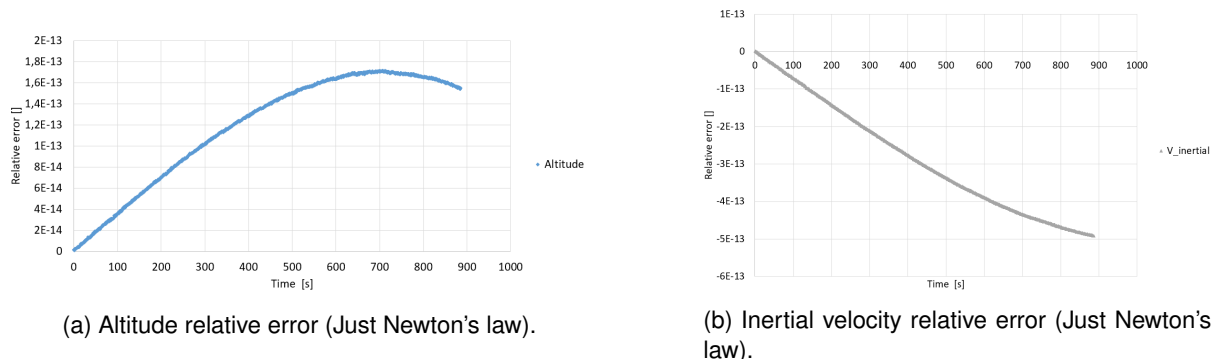 2E-13
1,8E-13
1,6E-13
1,4E-13
1,2E-13
1E-13
8E-14
6E-14
4E-14
2E-14
0
Relative error []
0 100 200 300 400 500 600 700 800 900 1000
Time [s]
Altitude
(a) Altitude relative error (Just Newton's law).
1E-13
0
-1E-13
-2E-13
-3E-13
-4E-13
-5E-13
-6E-13
Relative error []
0 100 200 300 400 500 600 700 800 900 1000
Time [s]
V_inertial
(b) Inertial velocity relative error (Just Newton's
law).